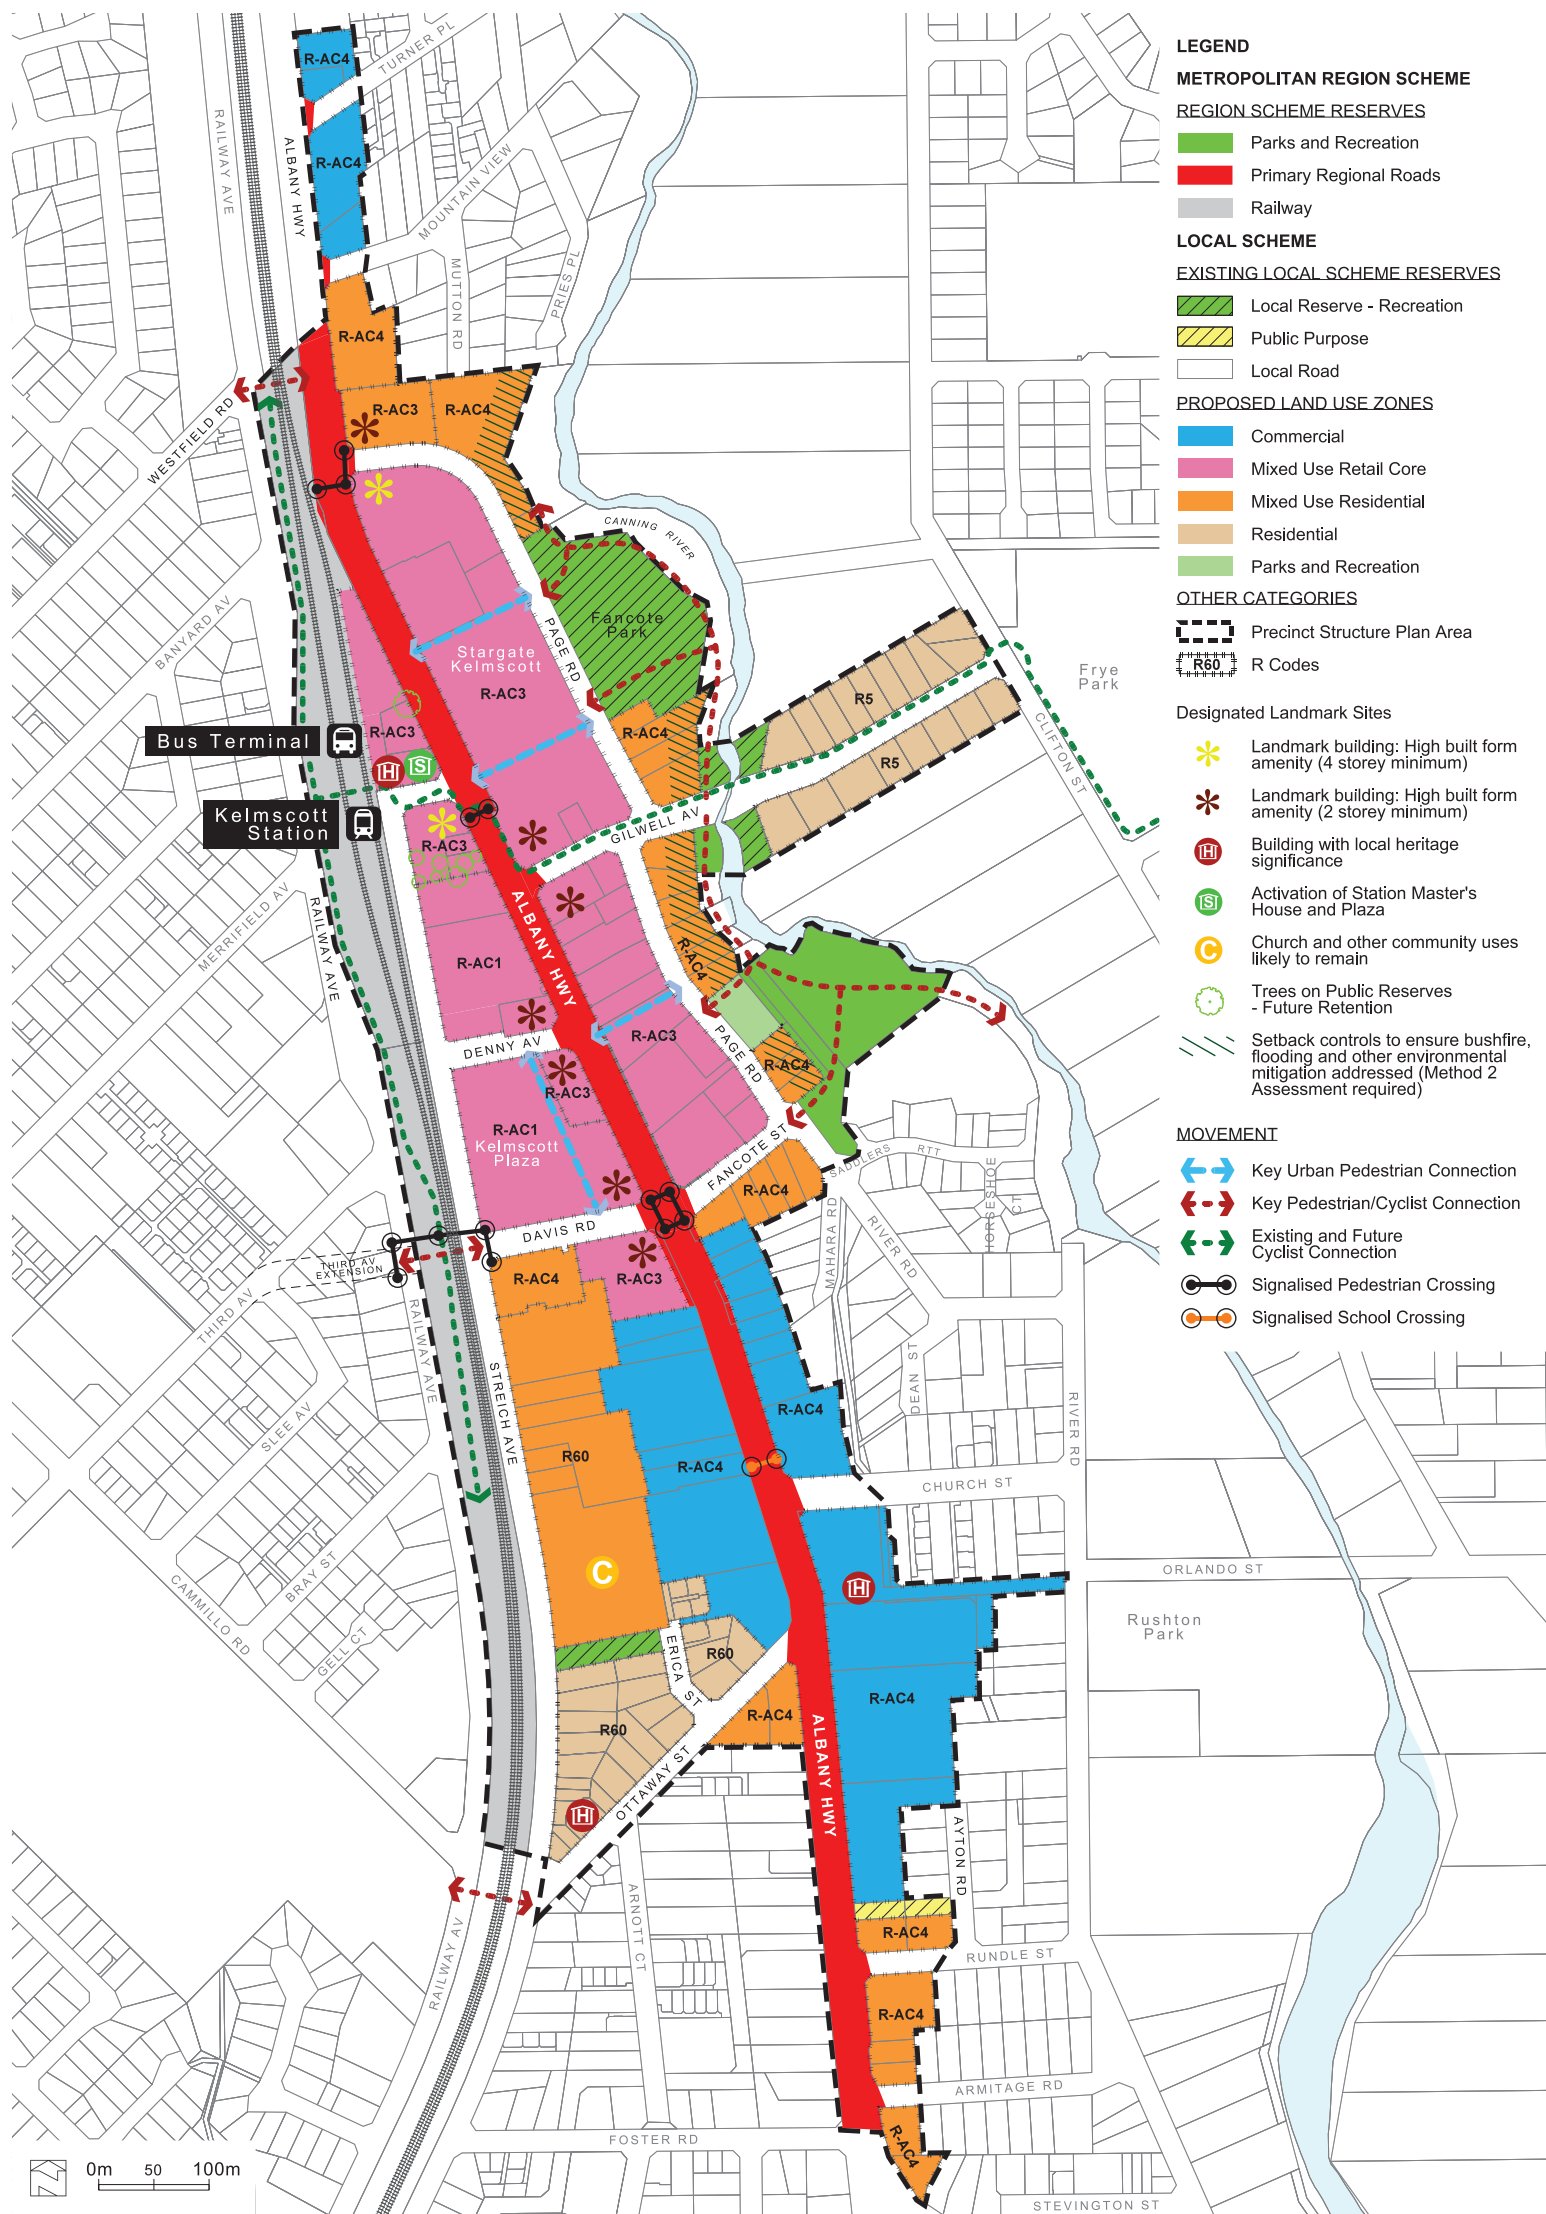 LEGEND
METROPOLITAN REGION SCHEME
REGION SCHEME RESERVES
Parks and Recreation
Primary Regional Roads
Railway
LOCAL SCHEME
EXISTING LOCAL SCHEME RESERVES
Local Reserve - Recreation
Public Purpose
Local Road
PROPOSED LAND USE ZONES
Commercial
Mixed Use Retail Core
Mixed Use Residential
Residential
Parks and Recreation
OTHER CATEGORIES
Precinct Structure Plan Area
R60
R Codes
Designated Landmark Sites
Landmark building: High built form
amenity (4 storey minimum)
Landmark building: High built form
amenity (2 storey minimum)
H
Building with local heritage
significance
S
Activation of Station Master's
House and Plaza
C
Church and other community uses
likely to remain
Trees on Public Reserves
- Future Retention
Setback controls to ensure bushfire,
flooding and other environmental
mitigation addressed (Method 2
Assessment required)
MOVEMENT
Key Urban Pedestrian Connection
Key Pedestrian/Cyclist Connection
Existing and Future
Cyclist Connection
Signalised Pedestrian Crossing
Signalised School Crossing
R-AC4
TURNER PL
RAILWAY AVE
ALBANY HWY
R-AC4
MOUNTAIN VIEW
MUTTON RD
PRIES PL
R-AC4
WESTFIELD RD
R-AC3
R-AC4
CANNING RIVER
BANYARD AV
PAGE RD
Fancote
Park
Stargate
Kelmscott
R-AC3
R5
Frye
Park
CLIFTON ST
Bus Terminal
R-AC3
R-AC4
R5
H
S
Kelmscott
Station
R-AC3
GILWELL AV
MERRIFIELD AV
RAILWAY AVE
ALBANY HWY
R-AC1
R-AC4
DENNY AV
R-AC3
PAGE RD
R-AC4
R-AC3
R-AC1
Kelmscott
Plaza
FANCOTE ST
SADDLERS RTT
HORSESHOE CT
R-AC4
MAHARA RD
RIVER RD
DAVIS RD
THIRD AV
EXTENSION
R-AC4
R-AC3
THIRD AV
RAILWAY AVE
STREICH AVE
DEAN ST
RIVER RD
R-AC4
SLEE AV
R60
R-AC4
CHURCH ST
CAMMILLO RD
BRAY ST
C
H
ORLANDO ST
GELL CT
ERICA ST
R60
Rushton
Park
R60
R-AC4
R-AC4
ALBANY HWY
OTTAWAY ST
H
AYTON RD
ARNOTT CT
RAILWAY AV
R-AC4
RUNDLE ST
R-AC4
ARMITAGE RD
R-AC4
FOSTER RD
STEVINGTON ST
0m 50 100m